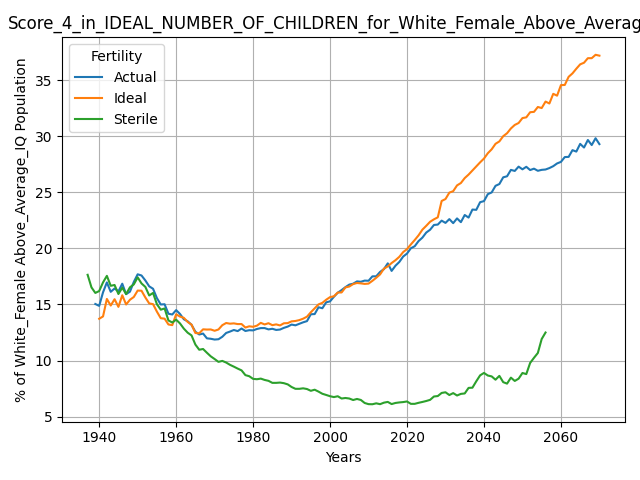 Score_4_in_IDEAL_NUMBER_OF_CHILDREN_for_White_Female_Above_Averag
Fertility
Actual
Ideal
Sterile
% of White_Female Above_Average_IQ Population
35
30
25
20
15
10
5
1940 1960 1980 2000 2020 2040 2060
Years